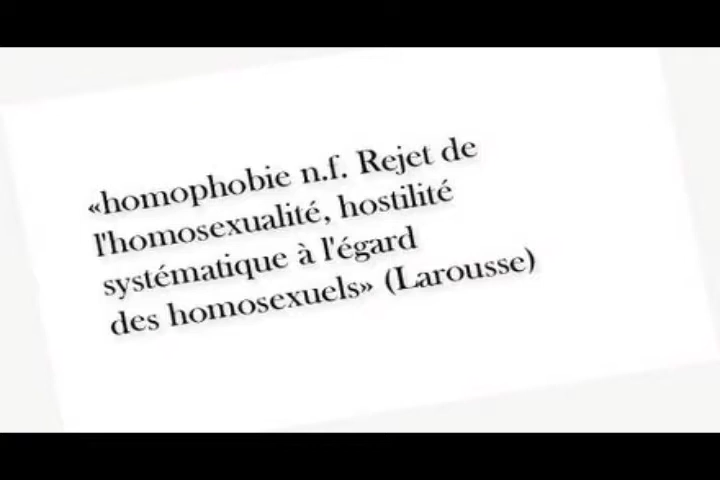 «homophobie n.f. Rejet de
l'homosexualité, hostilité
systématique à l'égard
des homosexuels» (Larousse)